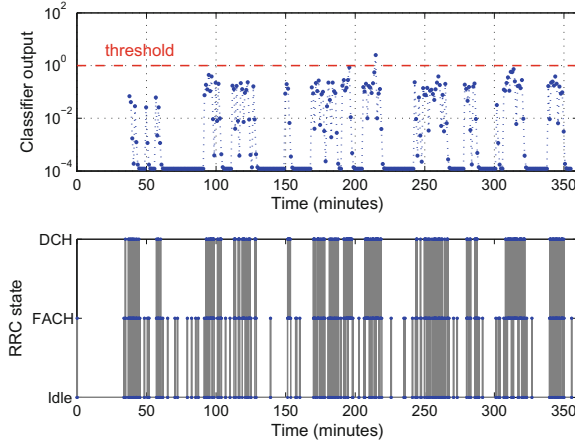 10^2
threshold
10^0
10^-2
10^-4
Classifier output
0 50 100 150 200 250 300 350
Time (minutes)
DCH
FACH
Idle
RRC state
0 50 100 150 200 250 300 350
Time (minutes)